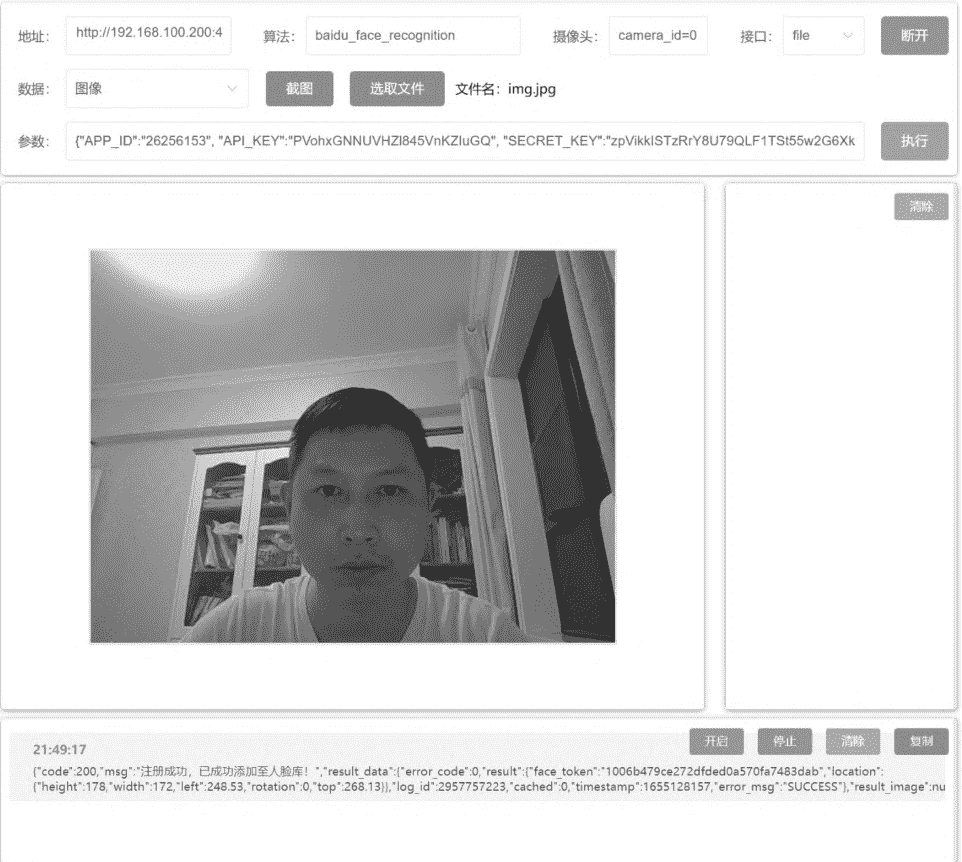 地址： http://192.168.100.200:4 算法： baidu_face_recognition 摄像头： camera_id=0 接口： file 断开
数据： 图像 截图 选取文件 文件名：img.jpg
参数： {"APP_ID":"26256153", "API_KEY":"PVohxGNNUVHZI845VnKZIuGQ", "SECRET_KEY":"zpVikkISTzRrY8U79QLF1TSt55w2G6Xk 执行
清除
21:49:17 开启 停止 清除 复制
{"code":200,"msg":"注册成功，已成功添加至人脸库！","result_data":{"error_code":0,"result":{"face_token":"1006b479ce272dfded0a570fa7483dab","location":
{"height":178,"width":172,"left":248.53,"rotation":0,"top":268.13}},"log_id":2957757223,"cached":0,"timestamp":1655128157,"error_msg":"SUCCESS"},"result_image":nu